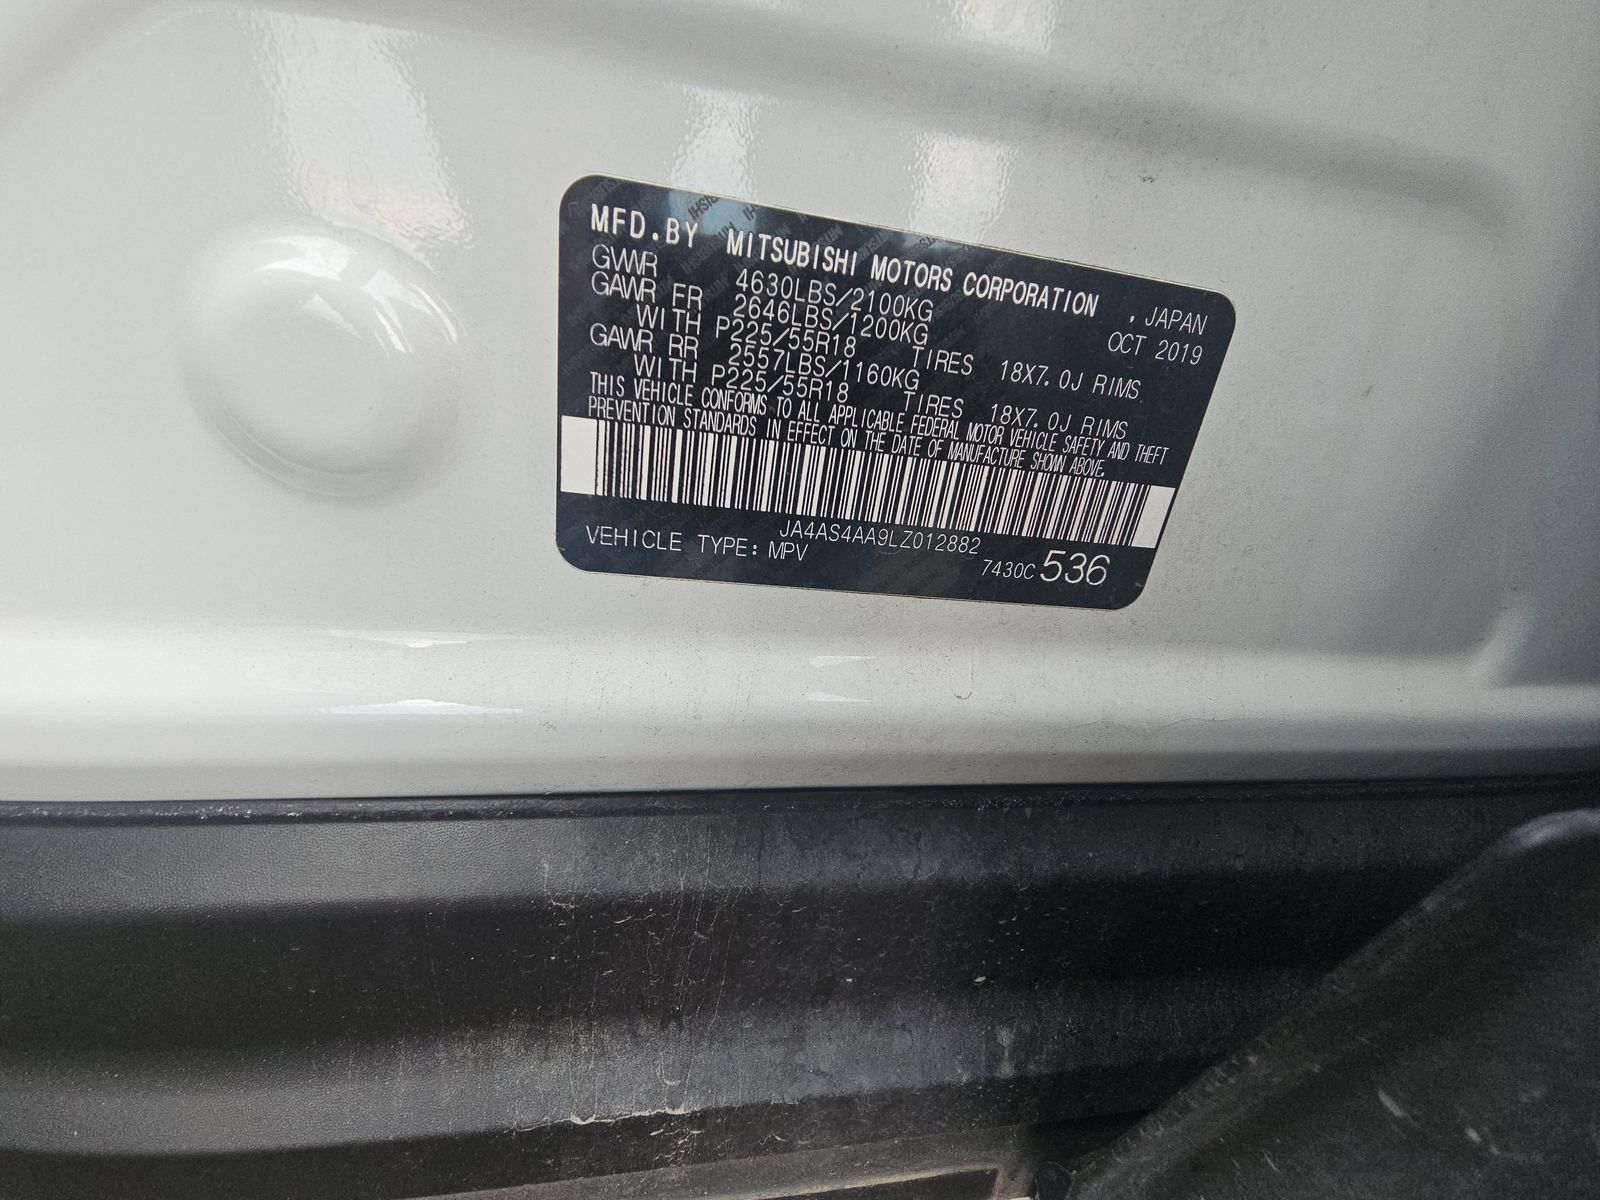 MFD.BY MITSUBISHI MOTORS CORPORATION , JAPAN
GVWR 4630LBS/2100KG OCT 2019
GAWR FR 2646LBS/1200KG
WITH P225/55R18 TIRES 18X7.0J RIMS
GAWR RR 2557LBS/1160KG
WITH P225/55R18 TIRES 18X7.0J RIMS
THIS VEHICLE CONFORMS TO ALL APPLICABLE FEDERAL MOTOR VEHICLE SAFETY AND THEFT
PREVENTION STANDARDS IN EFFECT ON THE DATE OF MANUFACTURE SHOWN ABOVE.
JA4AS4AA9LZ012882
VEHICLE TYPE: MPV 7430C 536